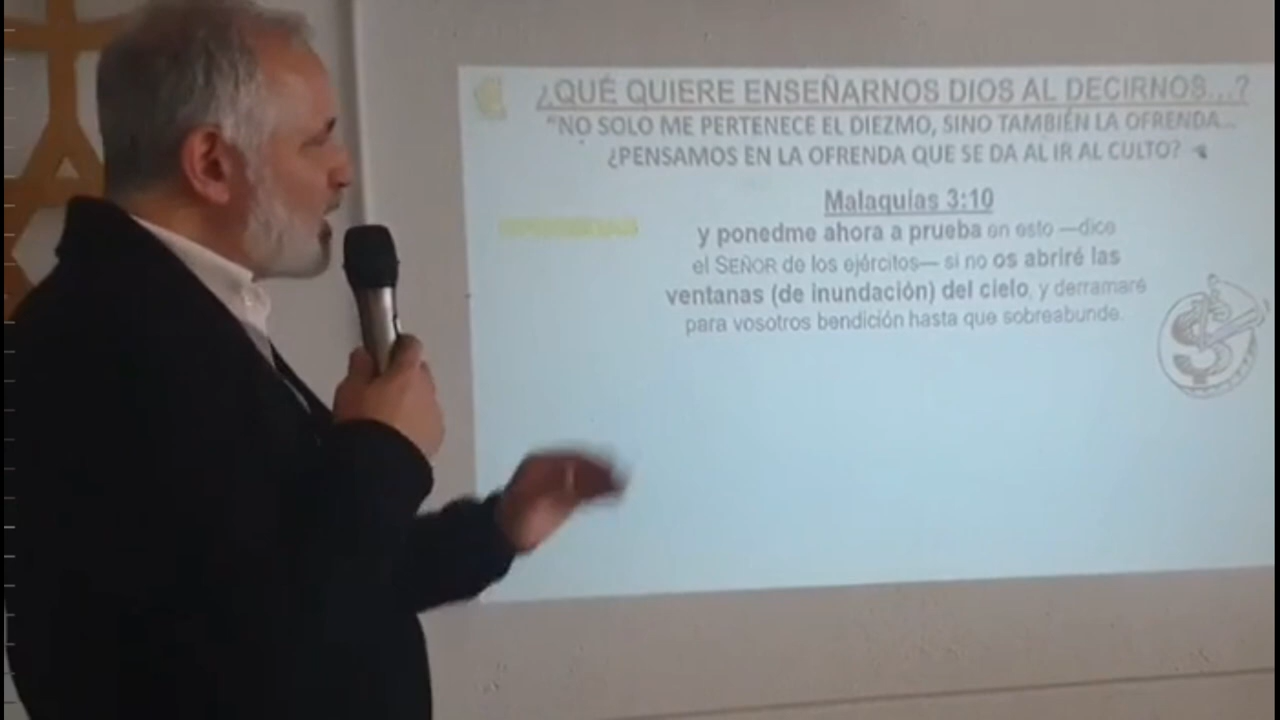 ¿QUÉ QUIERE ENSEÑARNOS DIOS AL DECIRNOS...?
"NO SOLO ME PERTENECE EL DIEZMO, SINO TAMBIÉN LA OFRENDA...
¿PENSAMOS EN LA OFRENDA QUE SE DA AL IR AL CULTO?
Malaquías 3:10
y ponedme ahora a prueba en esto —dice
el SEÑOR de los ejércitos— si no os abriré las
ventanas (de inundación) del cielo, y derramaré
para vosotros bendición hasta que sobreabunde.